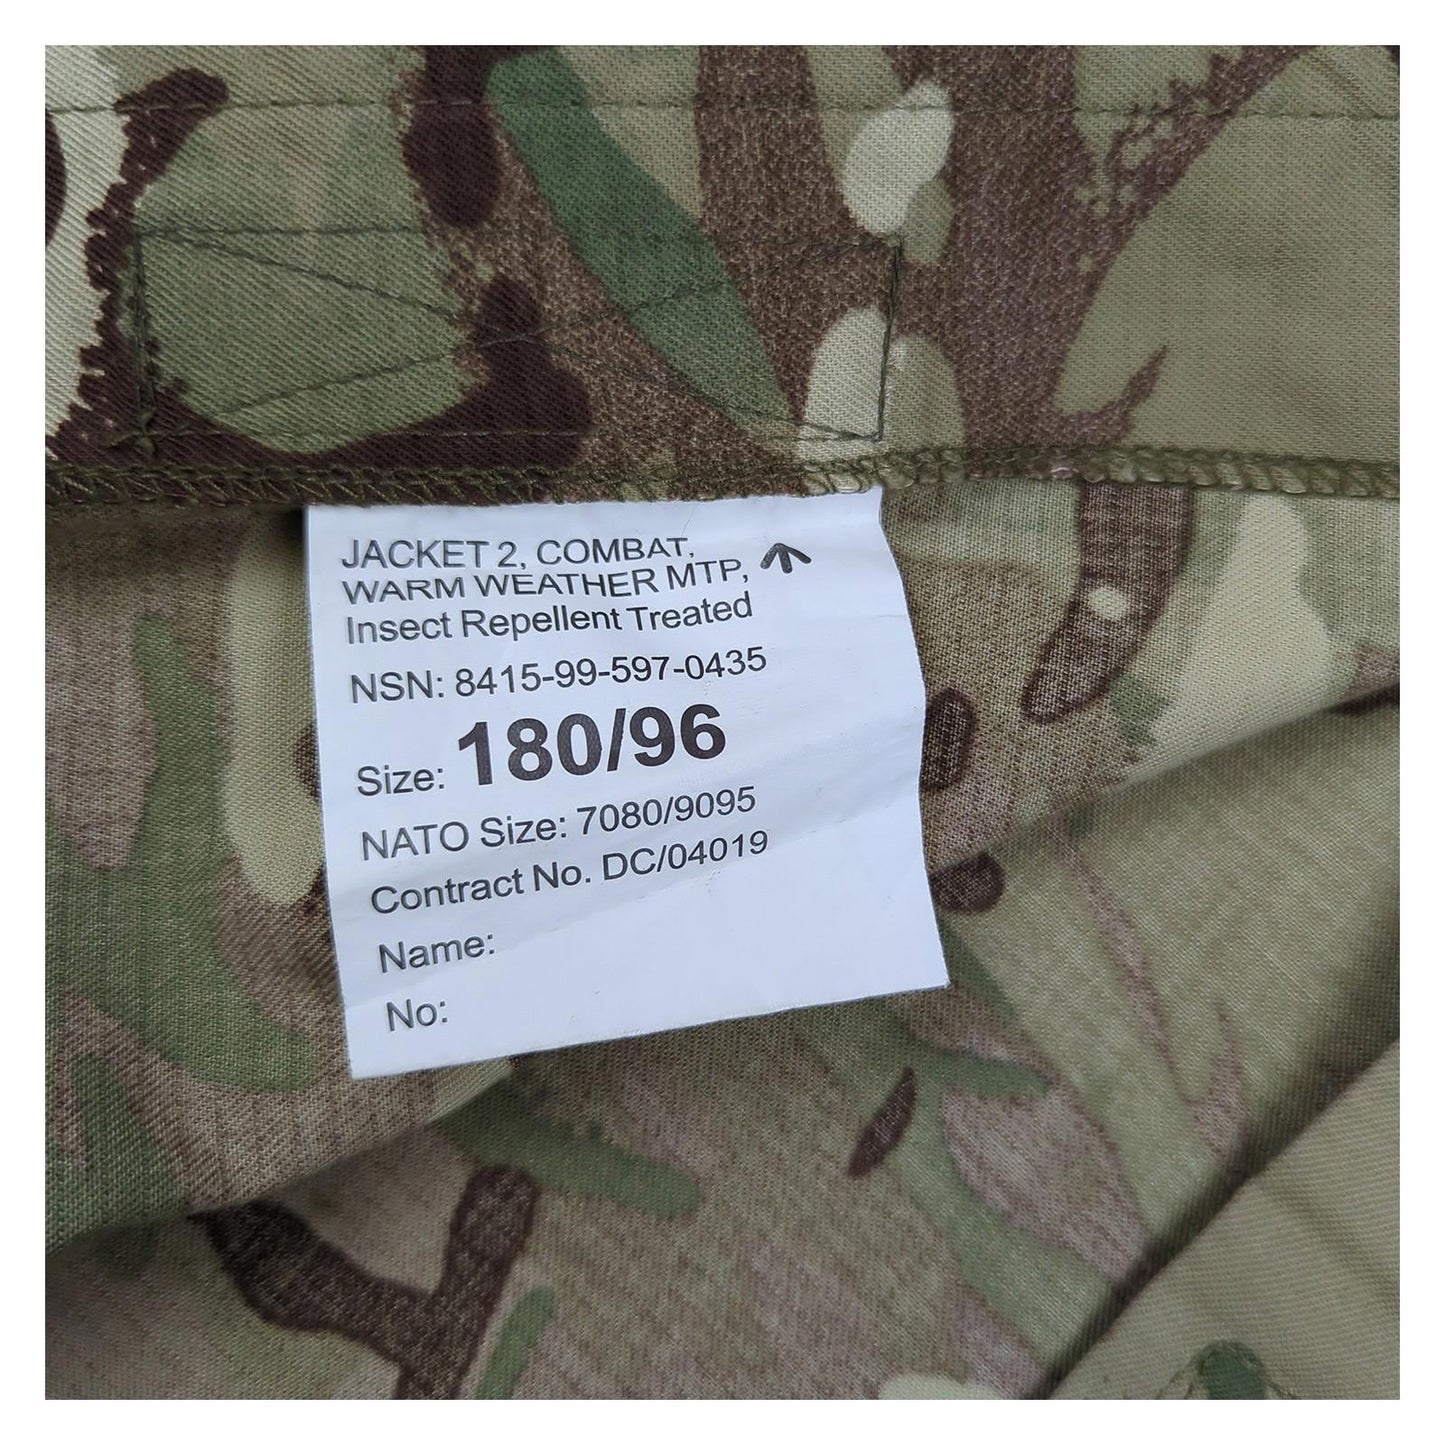 JACKET 2, COMBAT,
WARM WEATHER MTP,
Insect Repellent Treated
NSN: 8415-99-597-0435
Size: 180/96
NATO Size: 7080/9095
Contract No. DC/04019
Name:
No: